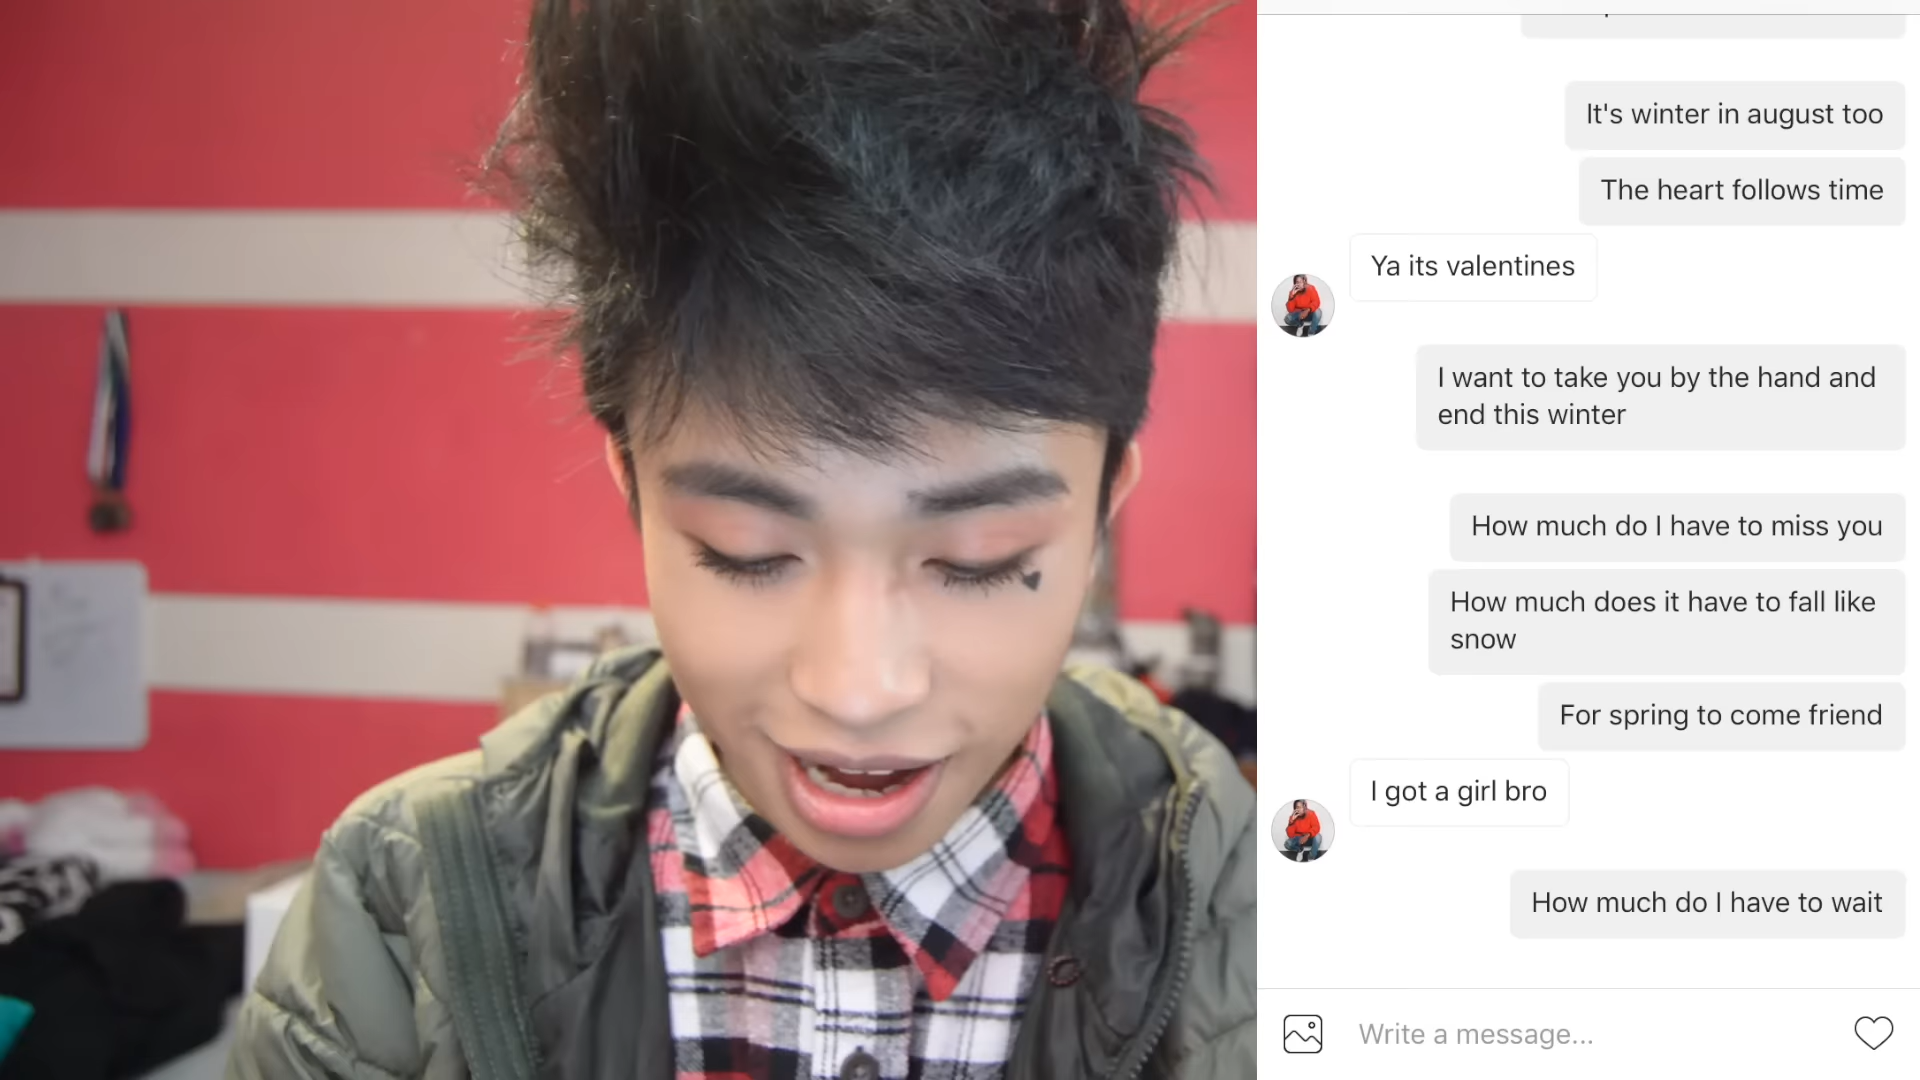 It's winter in august too
The heart follows time
Ya its valentines
I want to take you by the hand and
end this winter
How much do I have to miss you
How much does it have to fall like
snow
For spring to come friend
I got a girl bro
How much do I have to wait
Write a message...